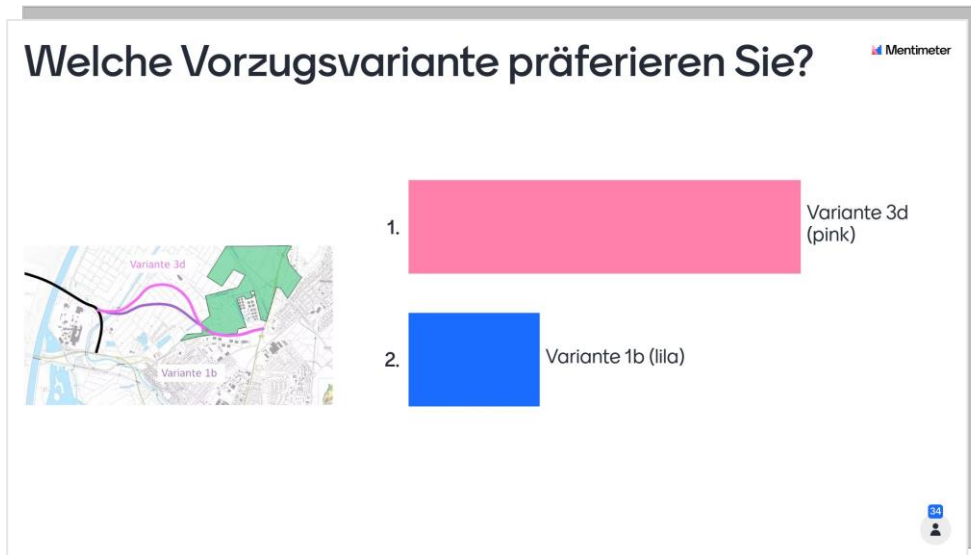 Welche Vorzugsvariante präferieren Sie?
Mentimeter
Variante 3d
Variante 1b
1.
Variante 3d
(pink)
2.
Variante 1b (lila)
34